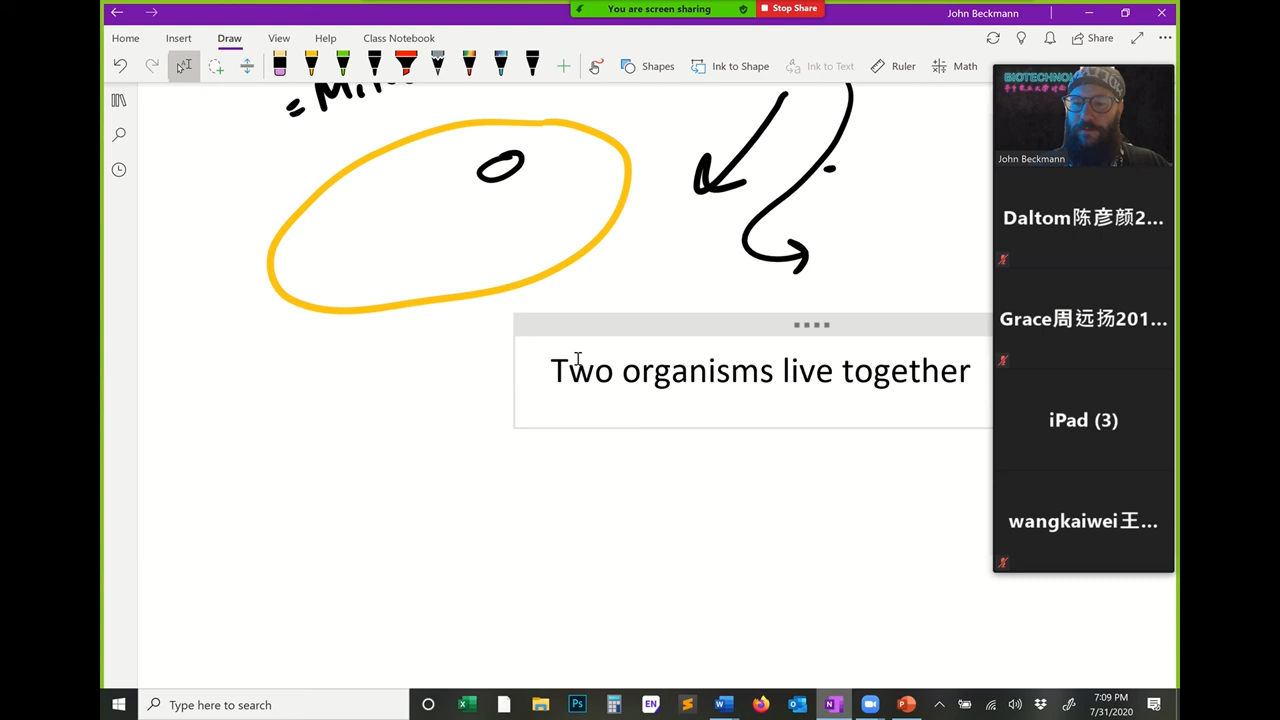 You are screen sharing
Stop Share
John Beckmann
Home
Insert
Draw
View
Help
Class Notebook
Share
Shapes
Ink to Shape
Ink to Text
Ruler
Math
John Beckmann
Daltom陈彦颜2...
Grace周远扬201...
iPad (3)
wangkaiwei王...
Two organisms live together
Type here to search
EN
7:09 PM
7/31/2020